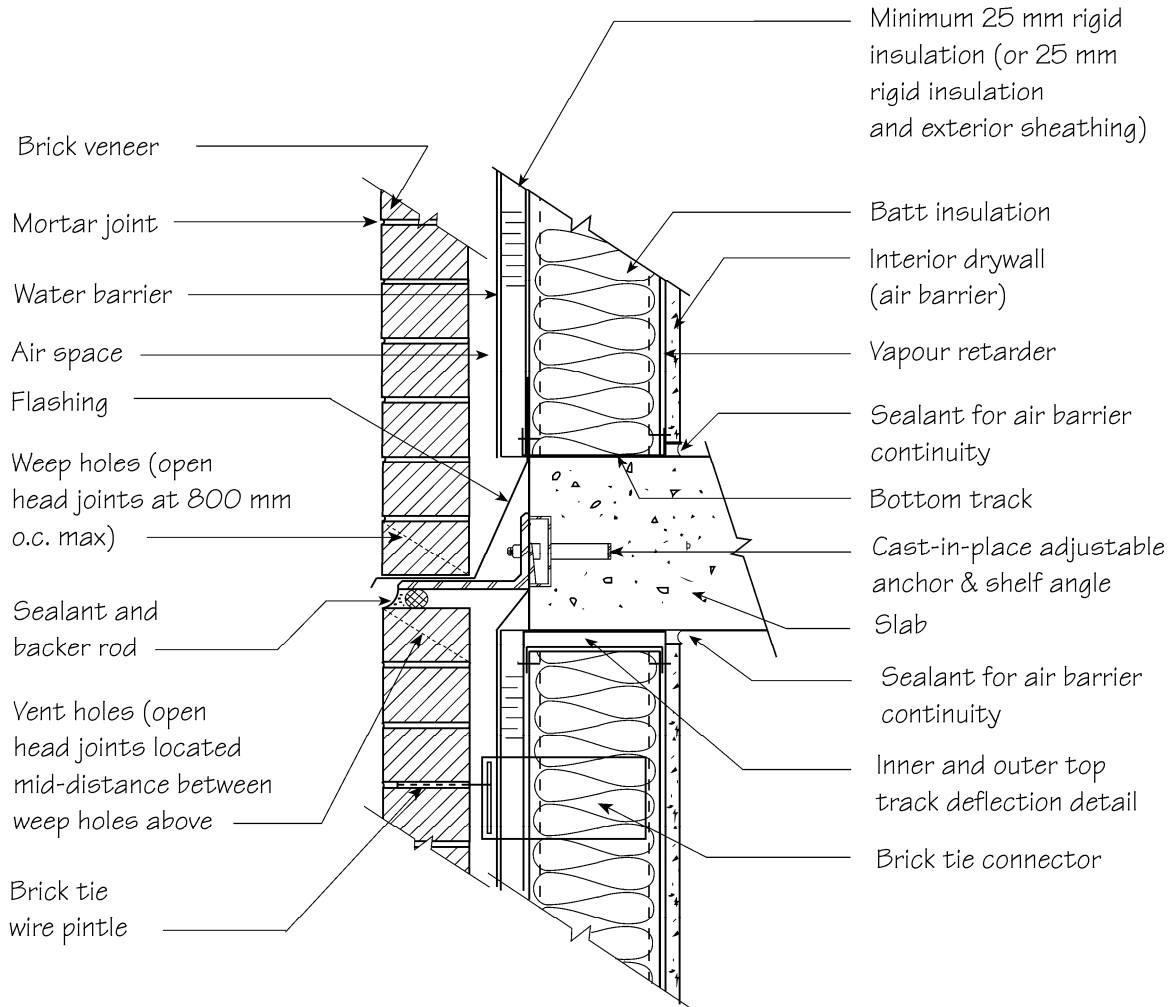 Brick veneer
Mortar joint
Water barrier
Air space
Flashing
Weep holes (open
head joints at 800 mm
o.c. max)
Sealant and
backer rod
Vent holes (open
head joints located
mid-distance between
weep holes above
Brick tie
wire pintle
Minimum 25 mm rigid
insulation (or 25 mm
rigid insulation
and exterior sheathing)
Batt insulation
Interior drywall
(air barrier)
Vapour retarder
Sealant for air barrier
continuity
Bottom track
Cast-in-place adjustable
anchor & shelf angle
Slab
Sealant for air barrier
continuity
Inner and outer top
track deflection detail
Brick tie connector